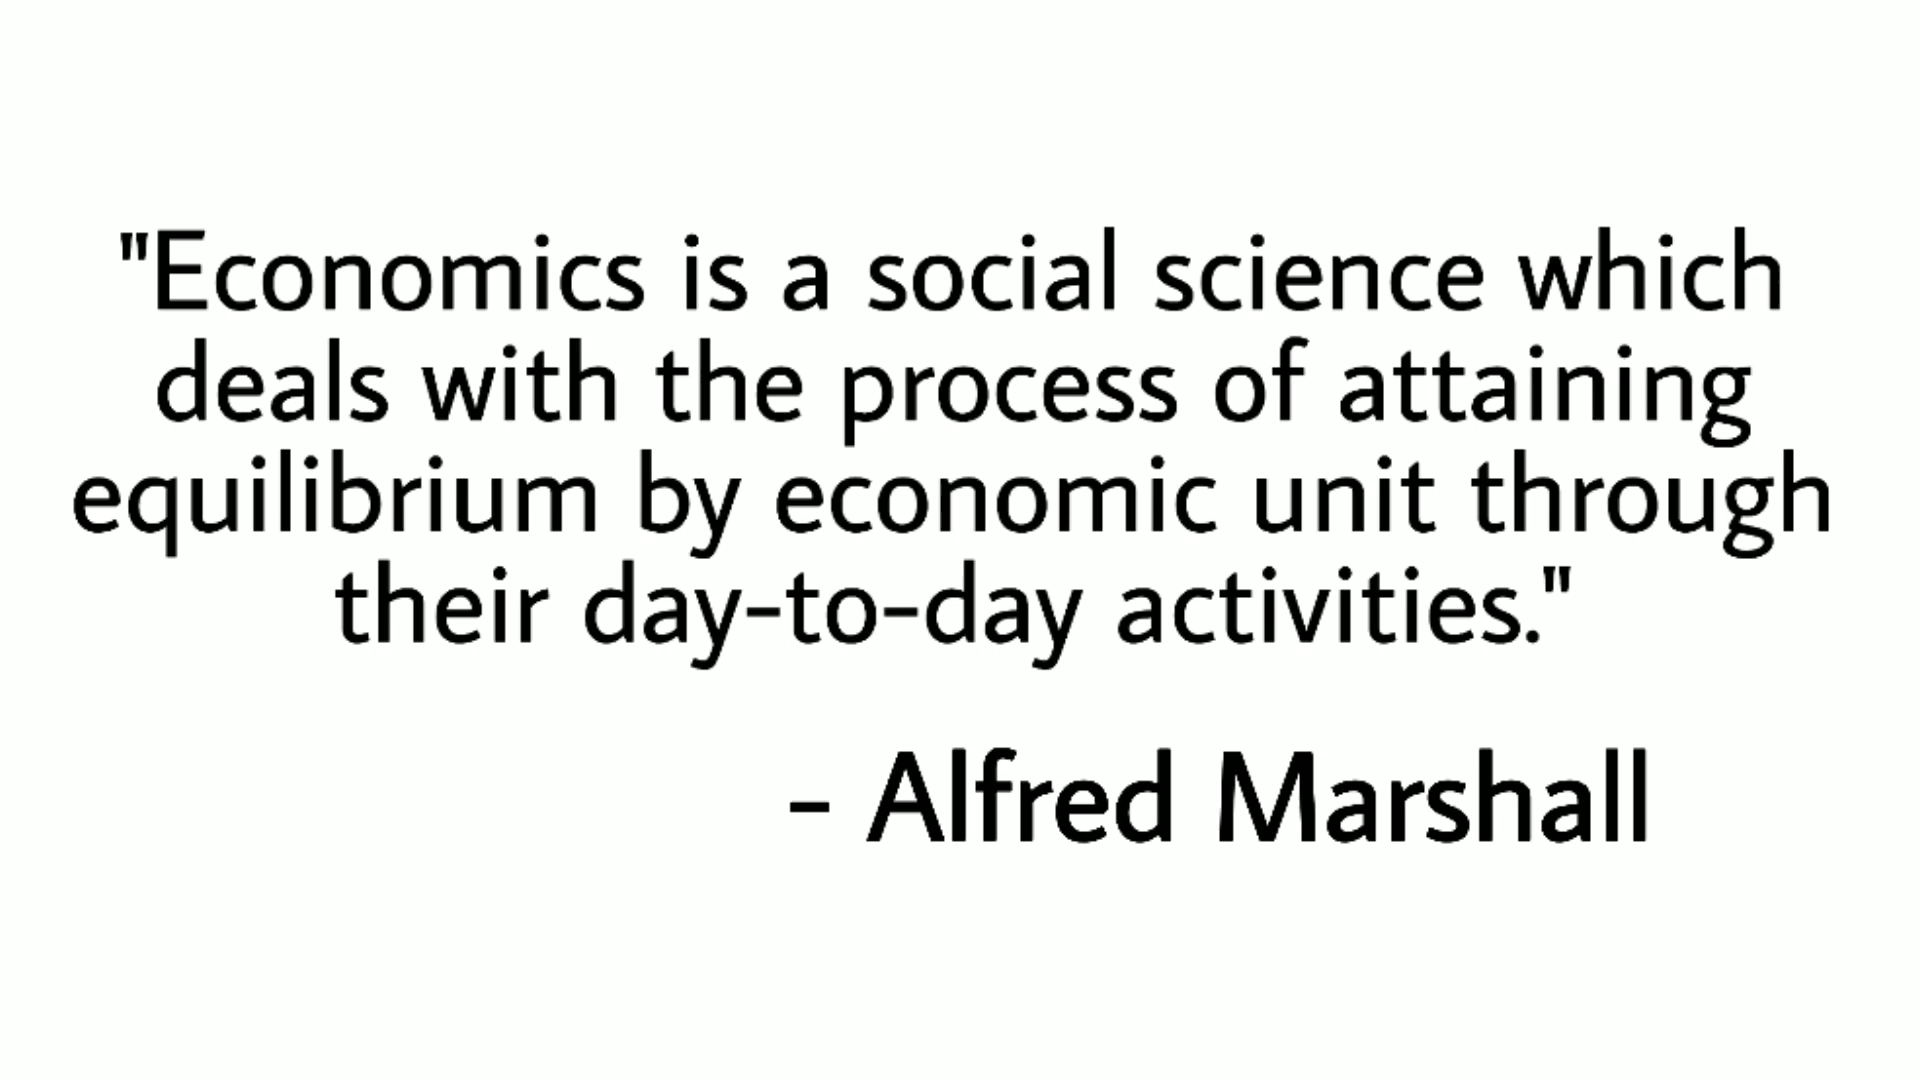 "Economics is a social science which
deals with the process of attaining
equilibrium by economic unit through
their day-to-day activities."
- Alfred Marshall